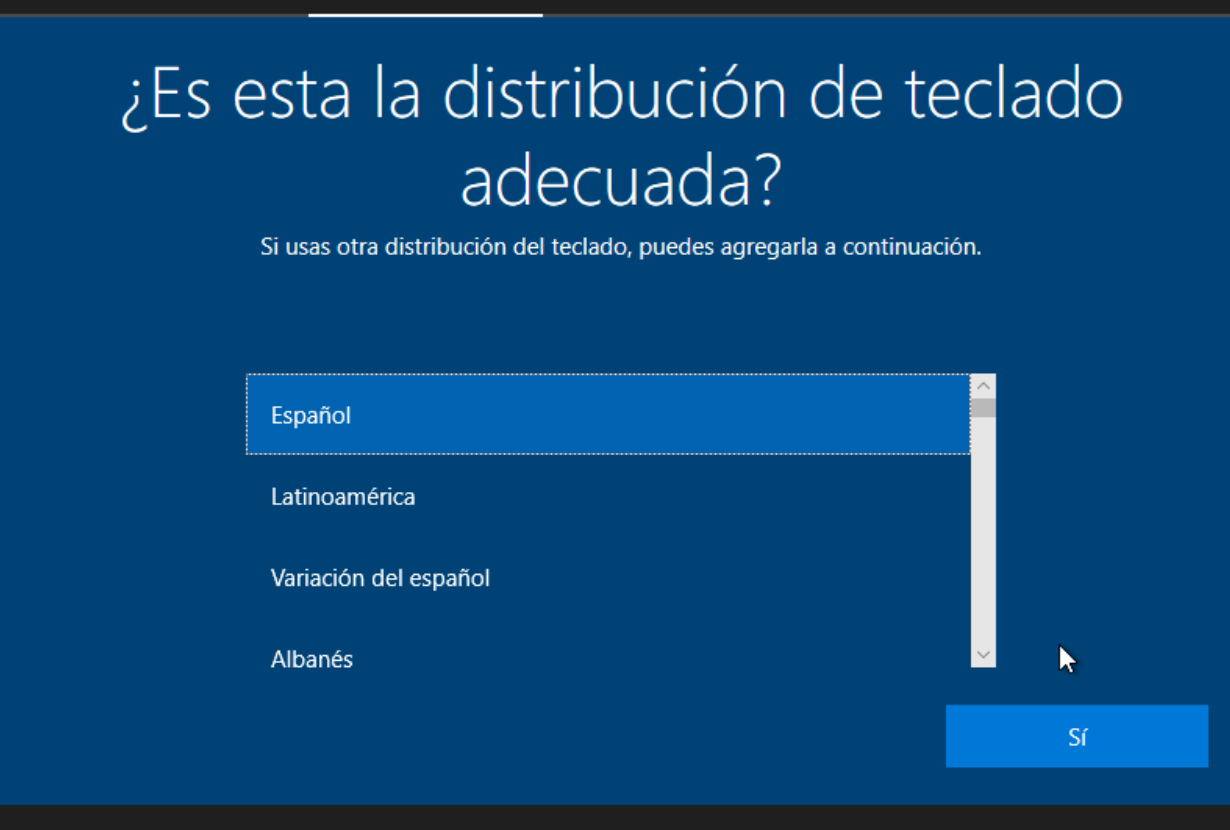 ¿Es esta la distribución de teclado
adecuada?
Si usas otra distribución del teclado, puedes agregarla a continuación.
Español
Latinoamérica
Variación del español
Albanés
Sí